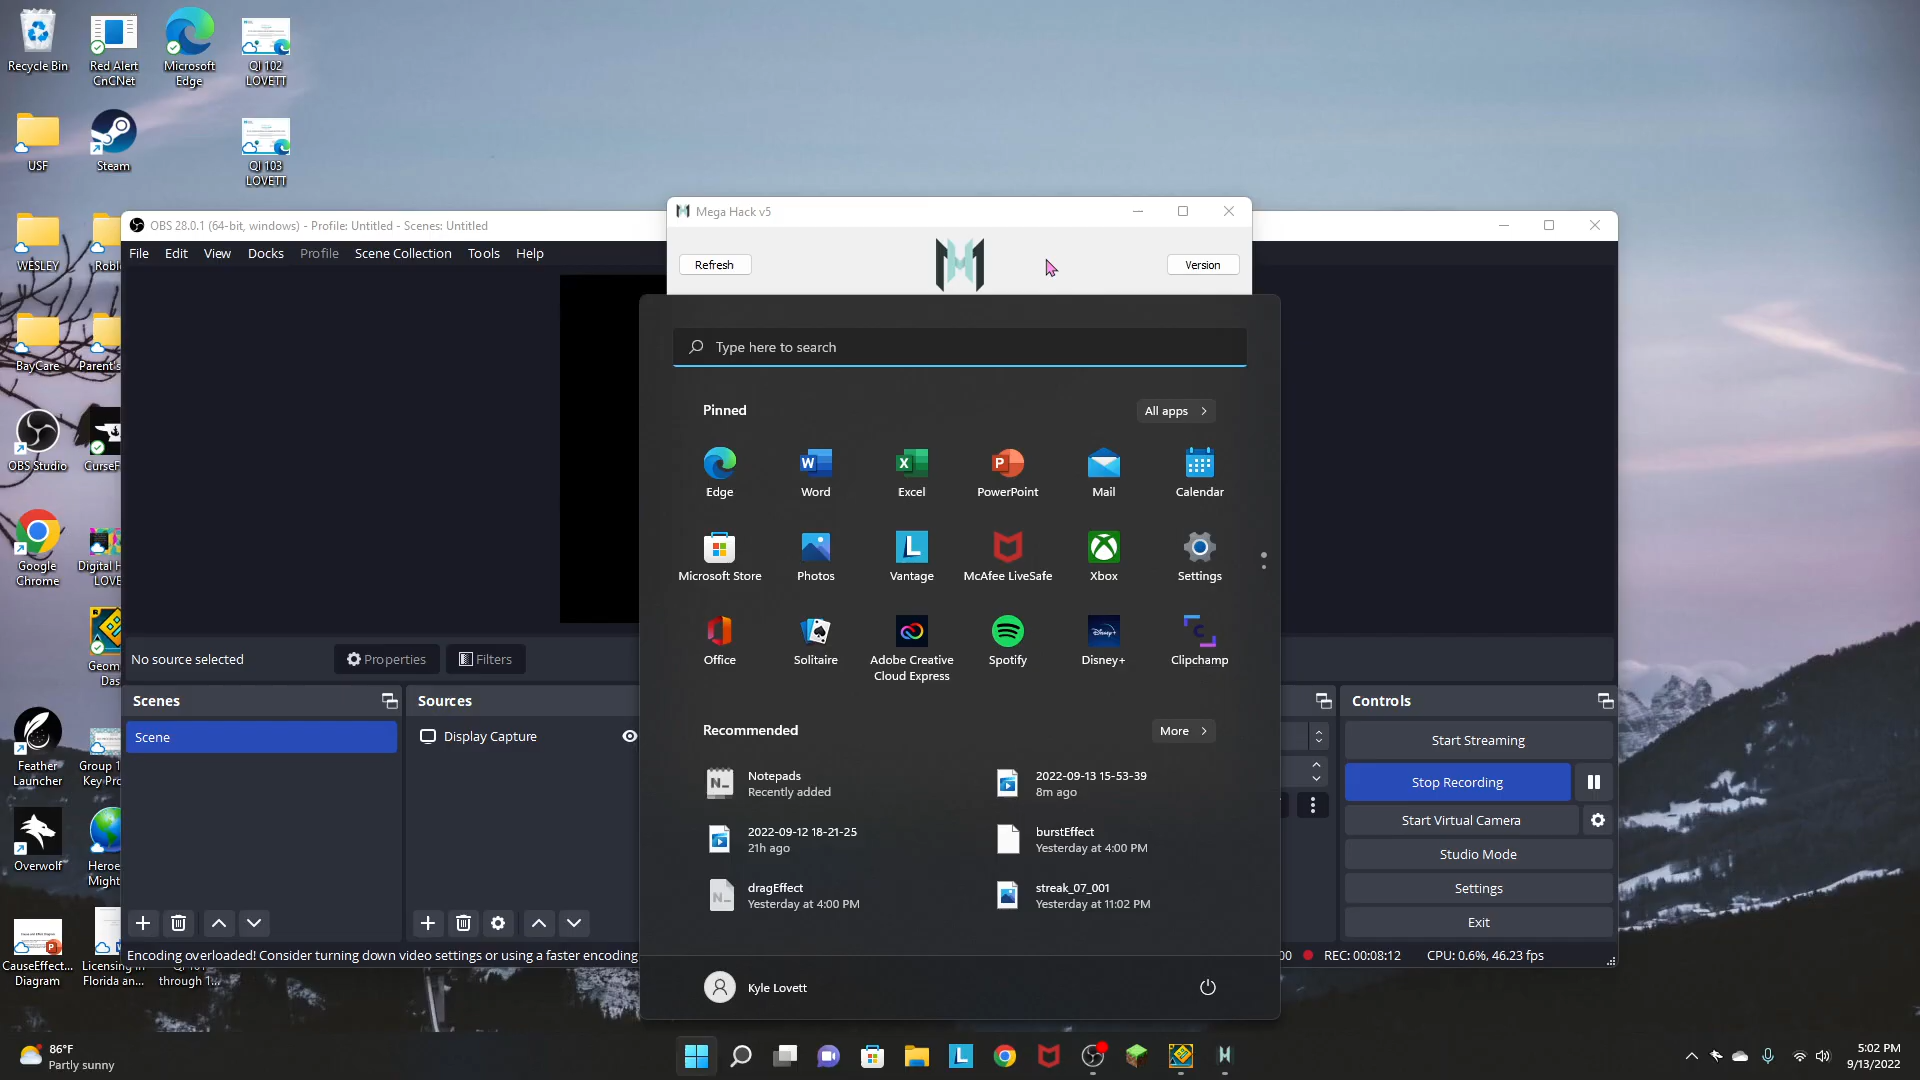 Recycle Bin
Red Alert
CnCNet
Microsoft
Edge
QI 102
LOVETT
USF
Steam
QI 103
LOVETT
WESLEY
BayCare
Parent's
OBS Studio
Google
Chrome
Feather
Launcher
Overwolf
CauseEffect...
Diagram
Licensing in
Florida an...
through 1...
OBS 28.0.1 (64-bit, windows) - Profile: Untitled - Scenes: Untitled
File Edit View Docks Profile Scene Collection Tools Help
Mega Hack v5
Refresh
Version
Type here to search
Pinned
All apps
Edge
Word
Excel
PowerPoint
Mail
Calendar
Microsoft Store
Photos
Vantage
McAfee LiveSafe
Xbox
Settings
Office
Solitaire
Adobe Creative
Cloud Express
Spotify
Disney+
Clipchamp
Recommended
More
Notepads
Recently added
2022-09-13 15-53-39
8m ago
2022-09-12 18-21-25
21h ago
burstEffect
Yesterday at 4:00 PM
dragEffect
Yesterday at 4:00 PM
streak_07_001
Yesterday at 11:02 PM
Kyle Lovett
No source selected
Properties
Filters
Scenes
Scene
Sources
Display Capture
Controls
Start Streaming
Stop Recording
Start Virtual Camera
Studio Mode
Settings
Exit
Encoding overloaded! Consider turning down video settings or using a faster encoding
00
REC: 00:08:12
CPU: 0.6%, 46.23 fps
86°F
Partly sunny
5:02 PM
9/13/2022